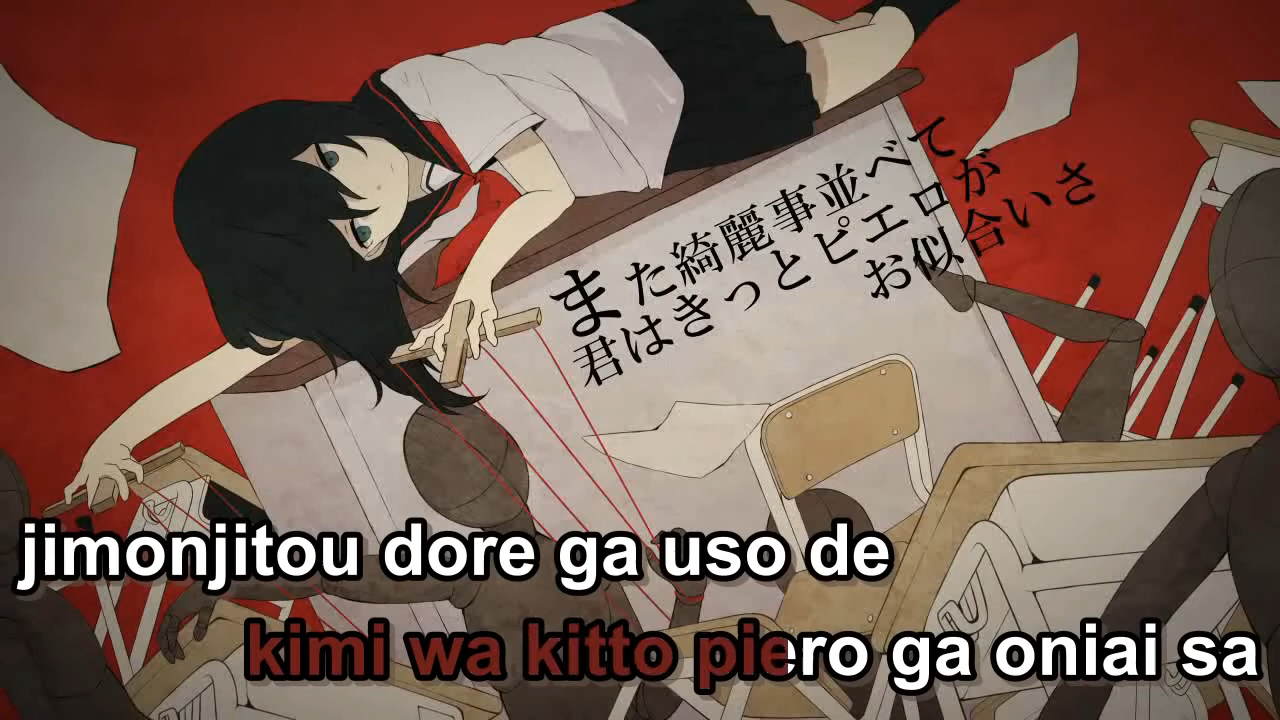 また綺麗事並べて
君はきっとピエロが
お似合いさ
jimonjitou dore ga uso de
kimi wa kitto piero ga oniai sa